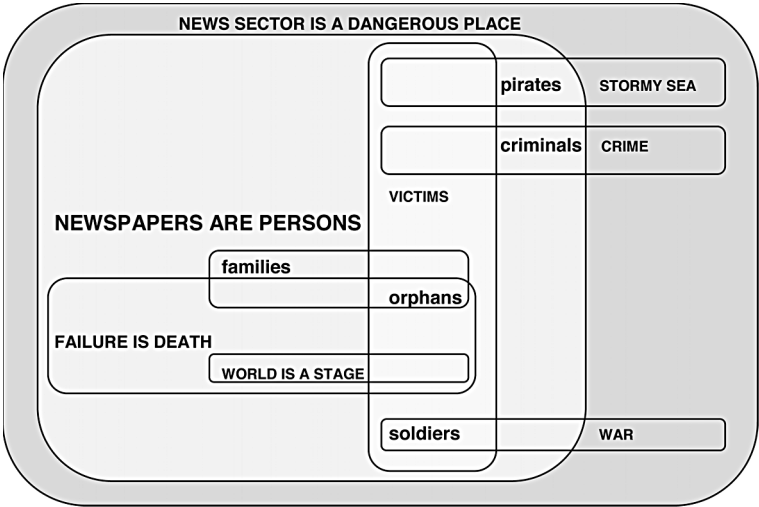 NEWS SECTOR IS A DANGEROUS PLACE
pirates STORMY SEA
criminals CRIME
VICTIMS
NEWSPAPERS ARE PERSONS
families
orphans
FAILURE IS DEATH
WORLD IS A STAGE
soldiers WAR